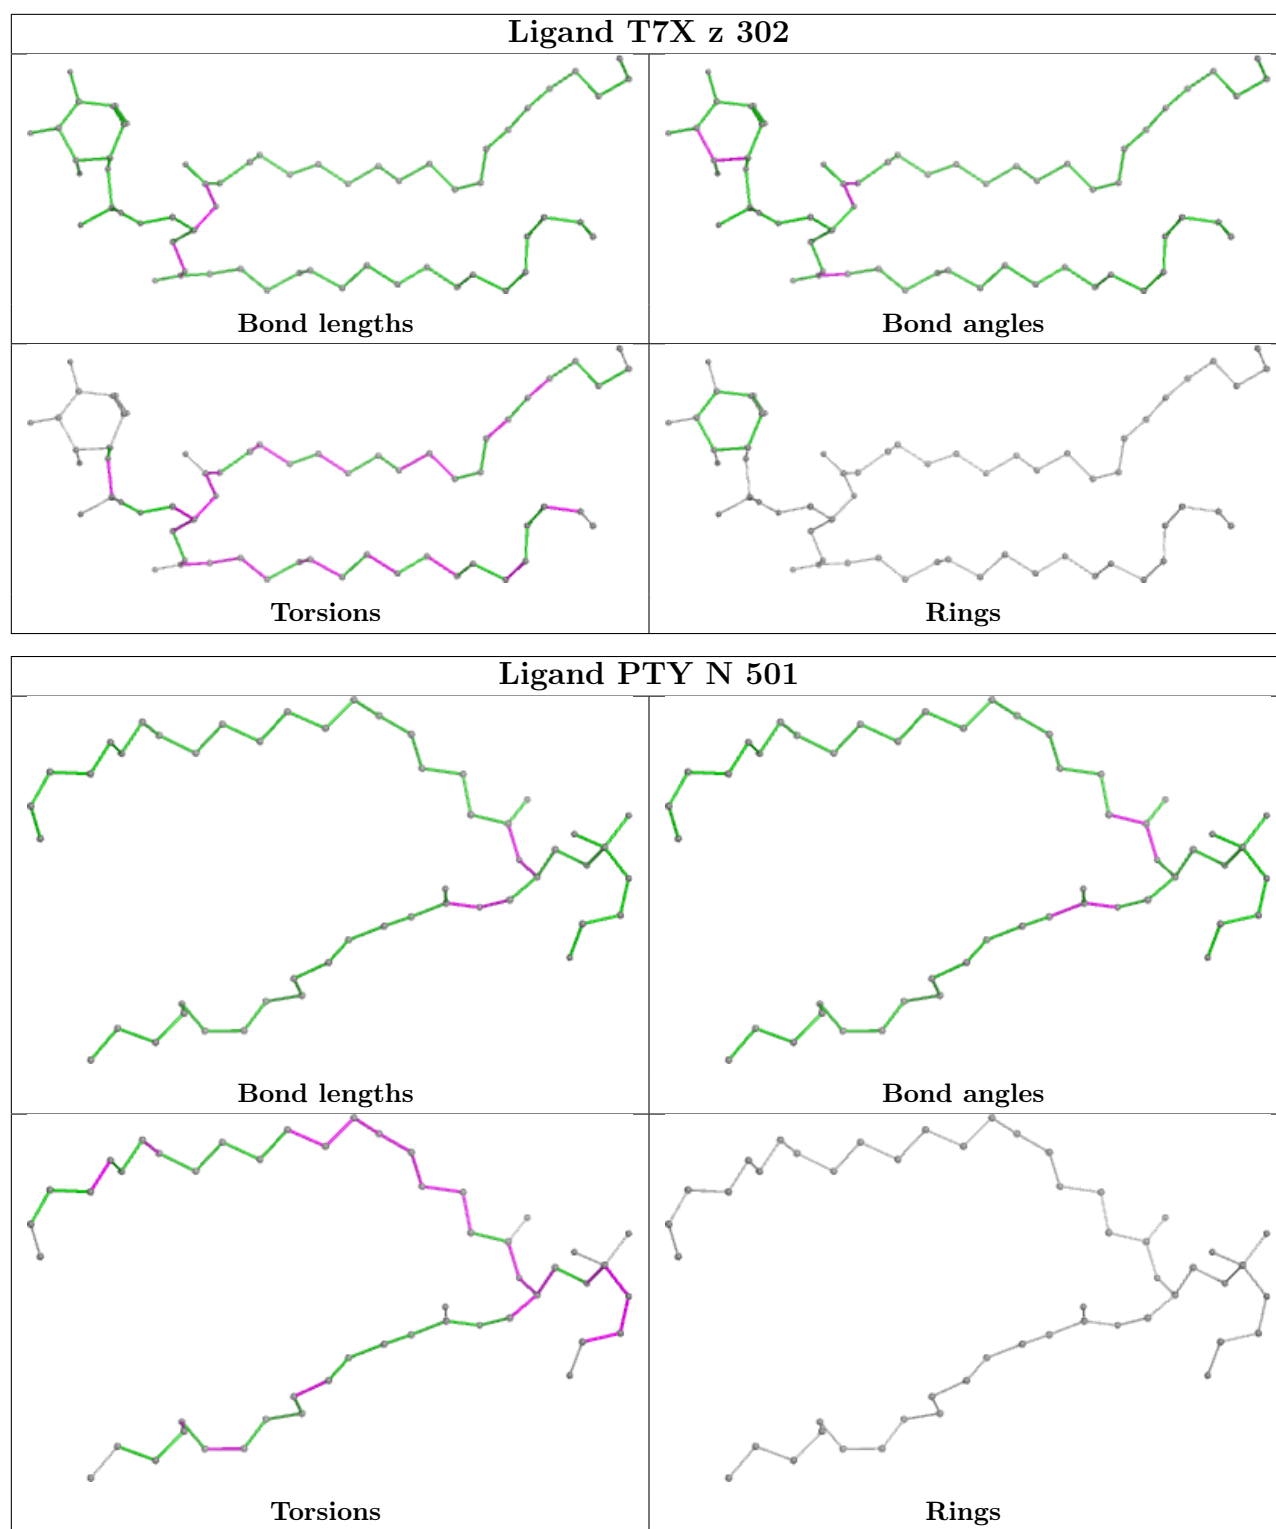 Ligand T7X z 302
Bond lengths
Bond angles
Torsions
Rings
Ligand PTY N 501
Bond lengths
Bond angles
Torsions
Rings